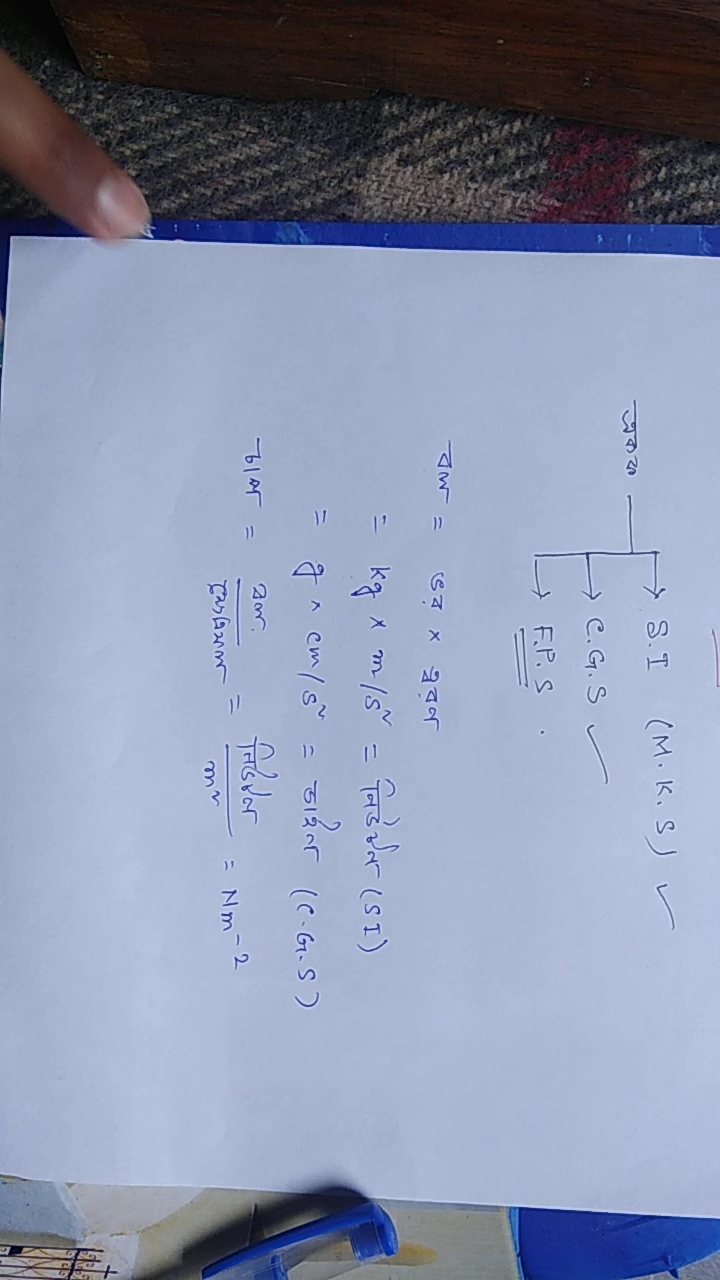 একক
S.I (M.K.S) ✓
C.G.S ✓
F.P.S.
বল = ভর × ত্বরণ
= kg × m/s² = নিউটন (SI)
= g × cm/s² = ডাইন (C.G.S)
চাপ = বল / ক্ষেত্রফল = নিউটন / m² = Nm-2